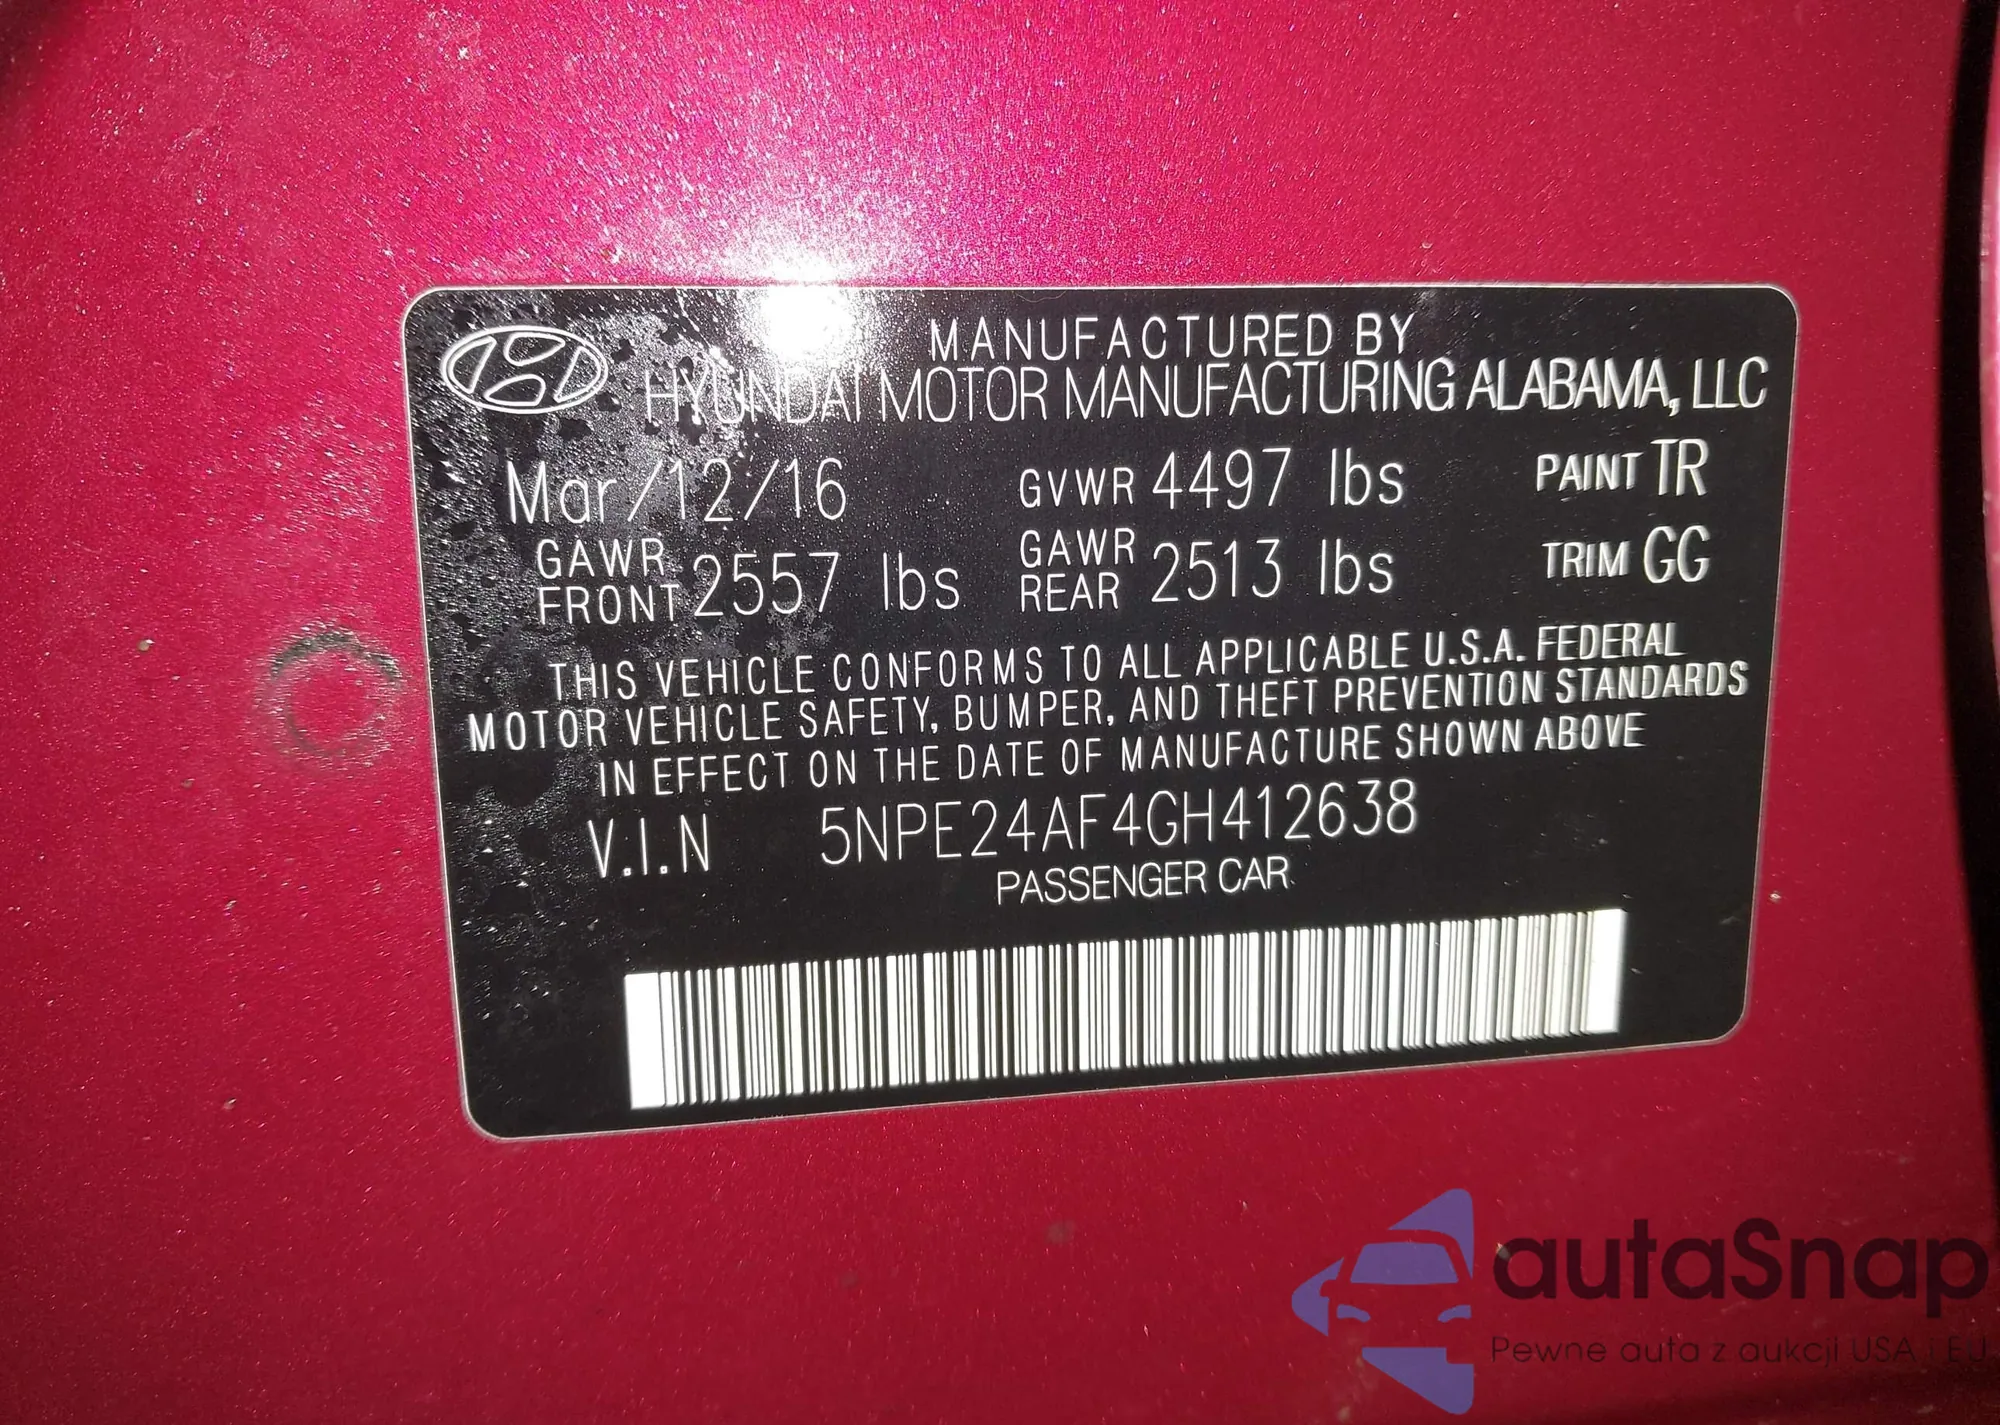 MANUFACTURED BY
HYUNDAI MOTOR MANUFACTURING ALABAMA, LLC
Mar/12/16 GVWR 4497 lbs PAINT TR
GAWR FRONT 2557 lbs GAWR REAR 2513 lbs TRIM GG
THIS VEHICLE CONFORMS TO ALL APPLICABLE U.S.A. FEDERAL
MOTOR VEHICLE SAFETY, BUMPER, AND THEFT PREVENTION STANDARDS
IN EFFECT ON THE DATE OF MANUFACTURE SHOWN ABOVE
V.I.N 5NPE24AF4GH412638
PASSENGER CAR
autaSnap
Pewne auta z aukcji USA i EU